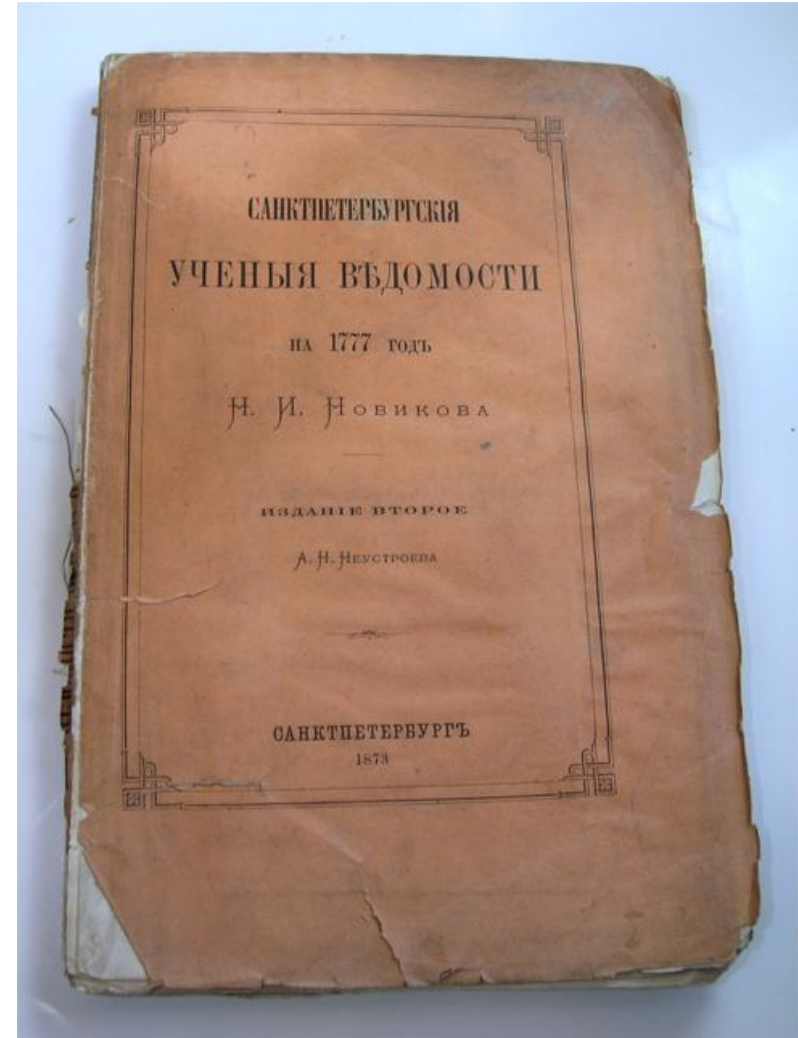 САНКТПЕТЕРБУРГСКІЯ
УЧЕНЫЯ ВѢДОМОСТИ
НА 1777 ГОДЪ
Н. И. НОВИКОВА
ИЗДАНІЕ ВТОРОЕ
А. Н. НЕУСТРОЕВА
САНКТПЕТЕРБУРГЪ
1873